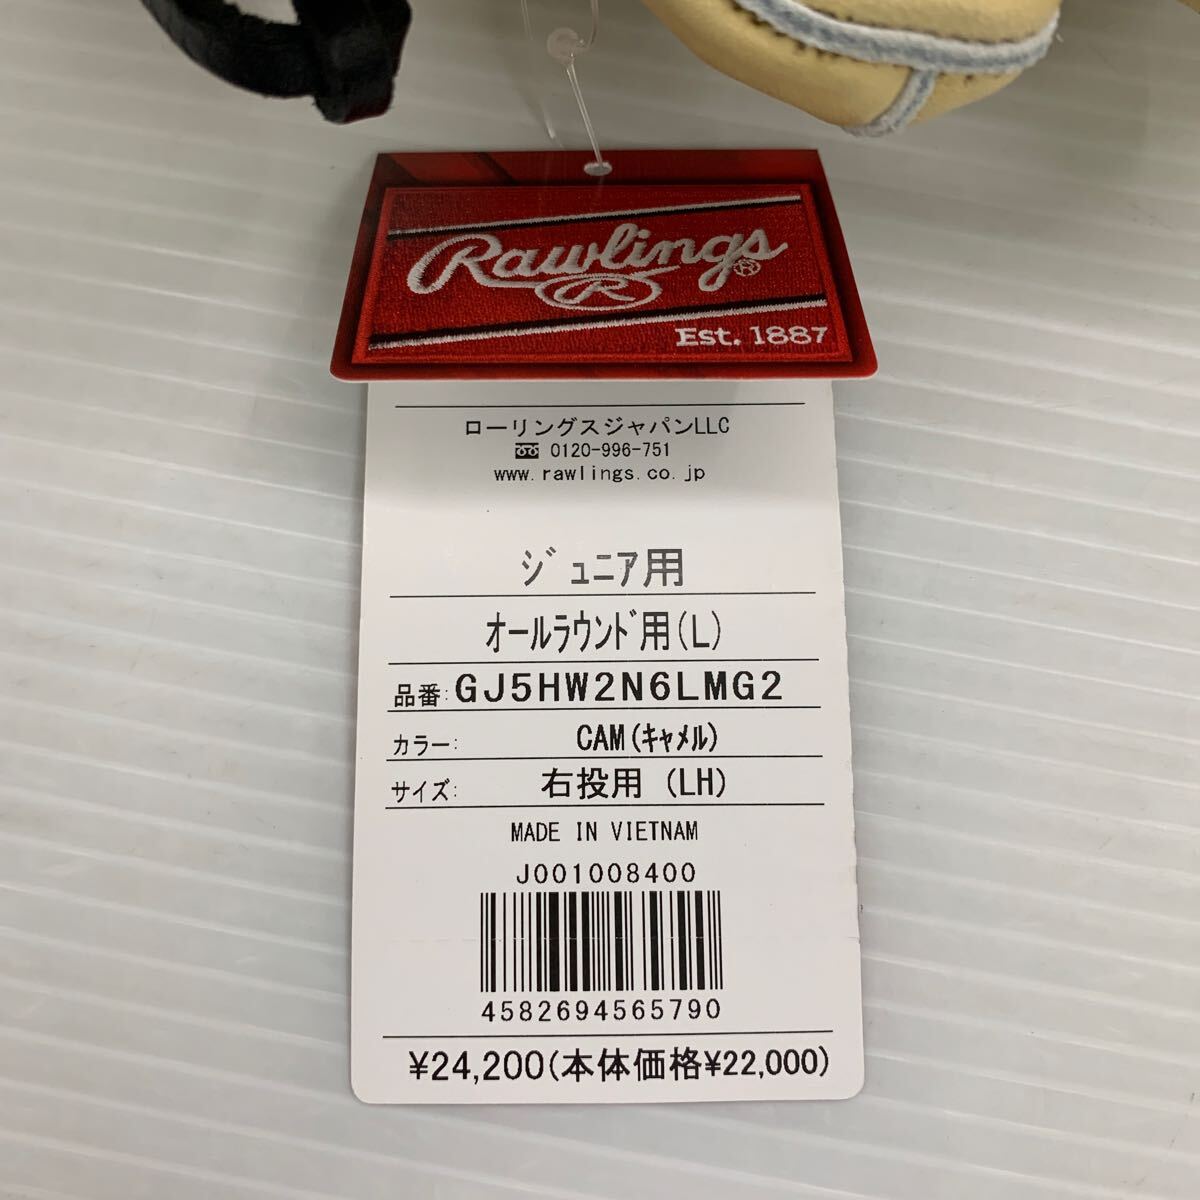 Rawlings®
R
Est. 1887
ローリングスジャパンLLC
0120-996-751
www.rawlings.co.jp
ジュニア用
オールラウンド用(L)
品番:GJ5HW2N6LMG2
カラー: CAM(キャメル)
サイズ: 右投用 (LH)
MADE IN VIETNAM
J001008400
4582694565790
¥24,200(本体価格¥22,000)